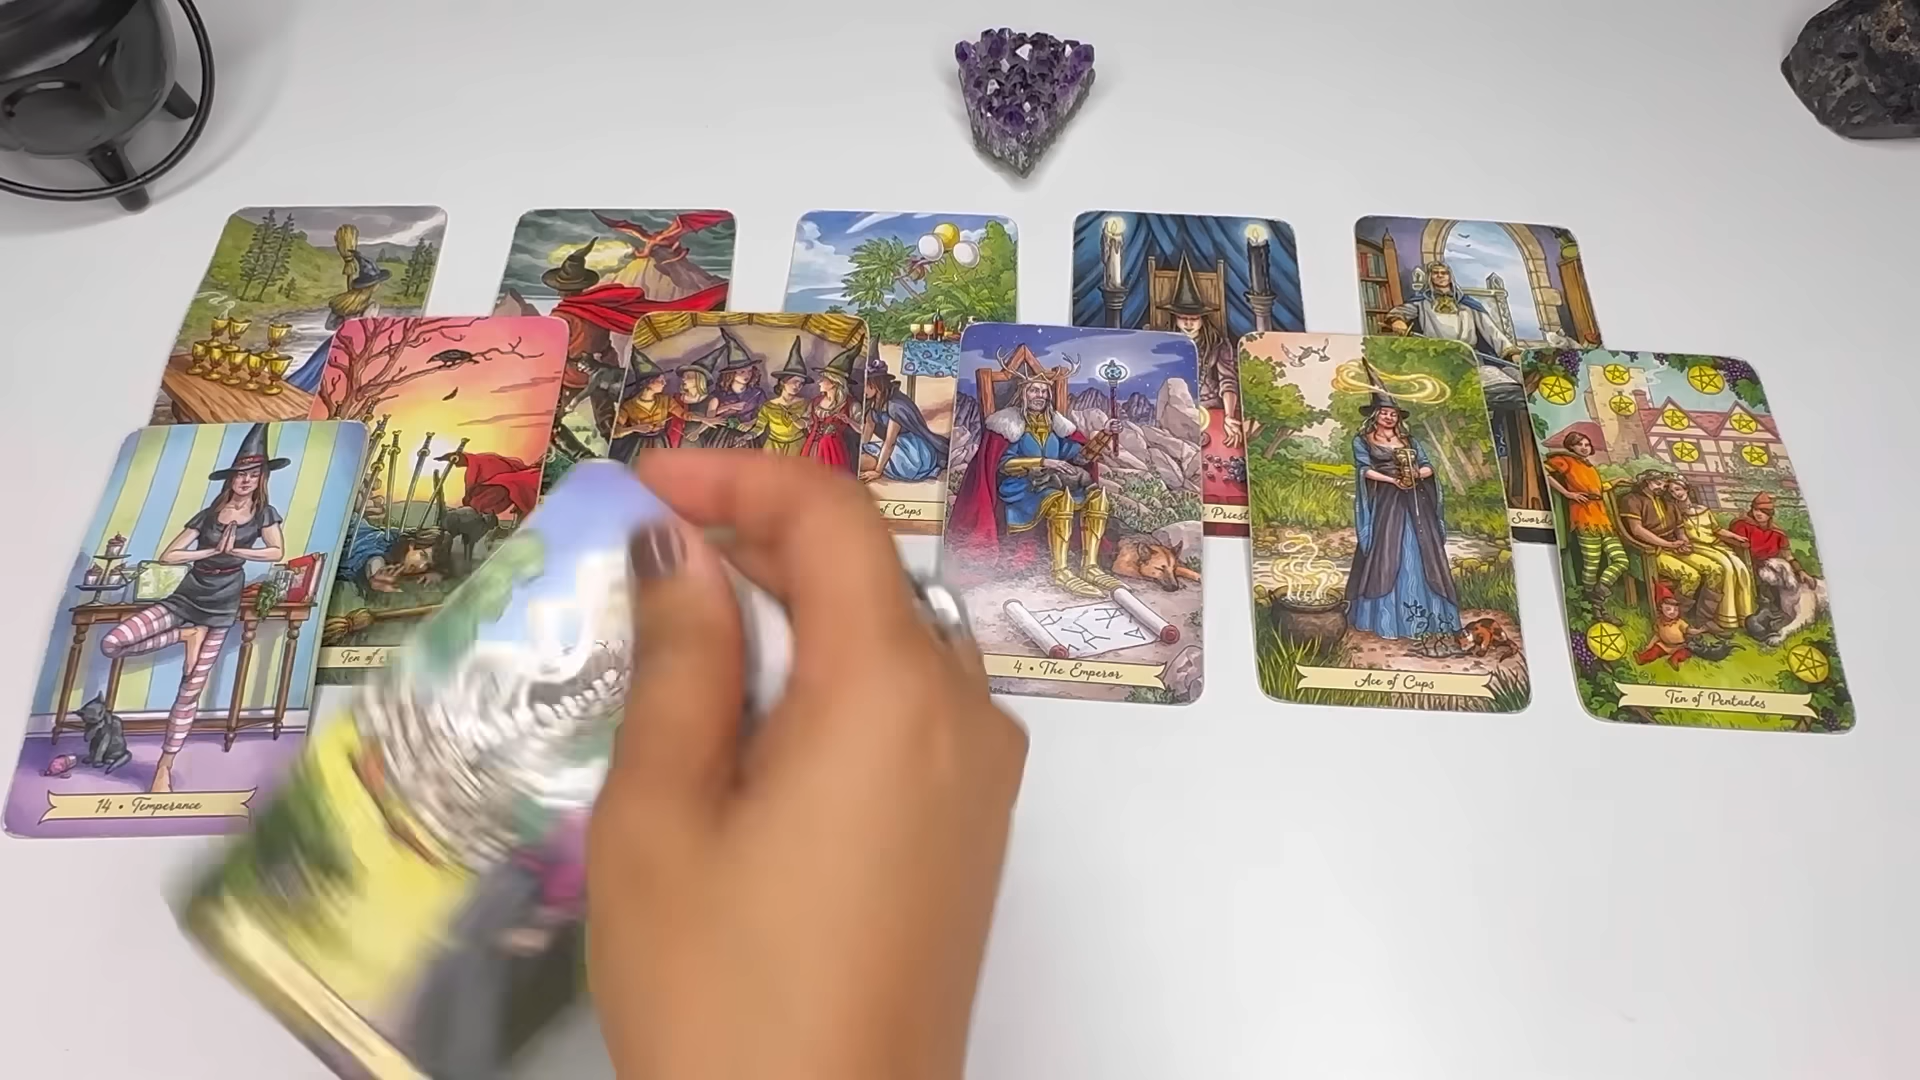 of Cups
Priest
Swords
Ten of
4 • The Emperor
Ace of Cups
Ten of Pentacles
14 • Temperance